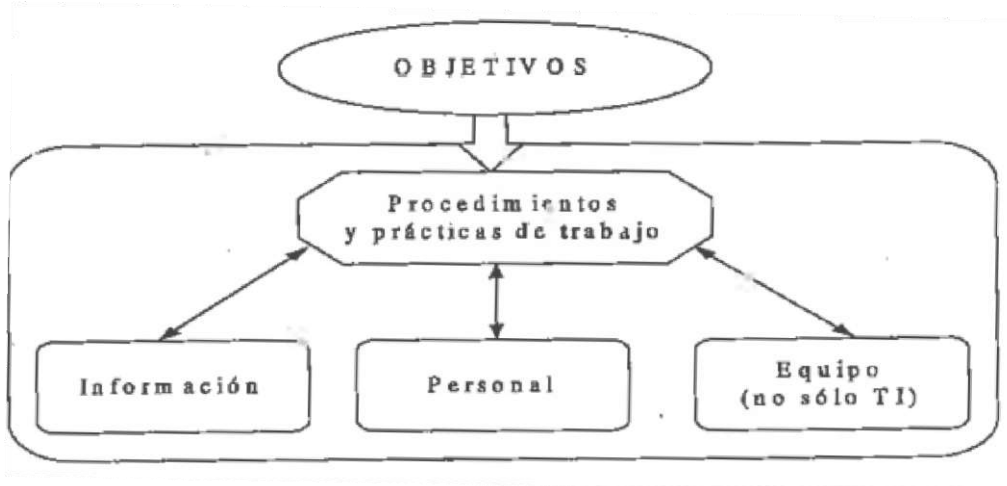 OBJETIVOS
Procedimientos
y prácticas de trabajo
Información
Personal
Equipo
(no sólo TI)